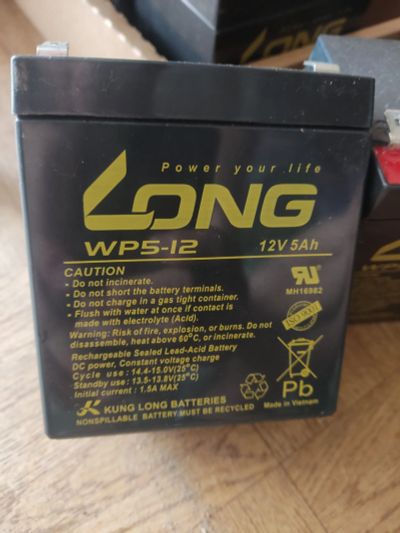 LONG
Power your life
LONG
WP5-12 12V 5Ah
CAUTION
• Do not incinerate.
• Do not short the battery terminals.
• Do not charge in a gas tight container.
• Flush with water at once if contact is
made with electrolyte (Acid).
Warning: Risk of fire, explosion, or burns. Do not
disassemble, heat above 60°C, or incinerate.
Rechargeable Sealed Lead-Acid Battery
DC power, Constant voltage charge
Cycle use : 14.4-15.0V(25°C)
Standby use : 13.5-13.8V(25°C)
Initial current : 1.5A MAX
KUNG LONG BATTERIES
NONSPILLABLE BATTERY MUST BE RECYCLED
MH16982
ISO 9001
Pb
Made in Vietnam
WP5